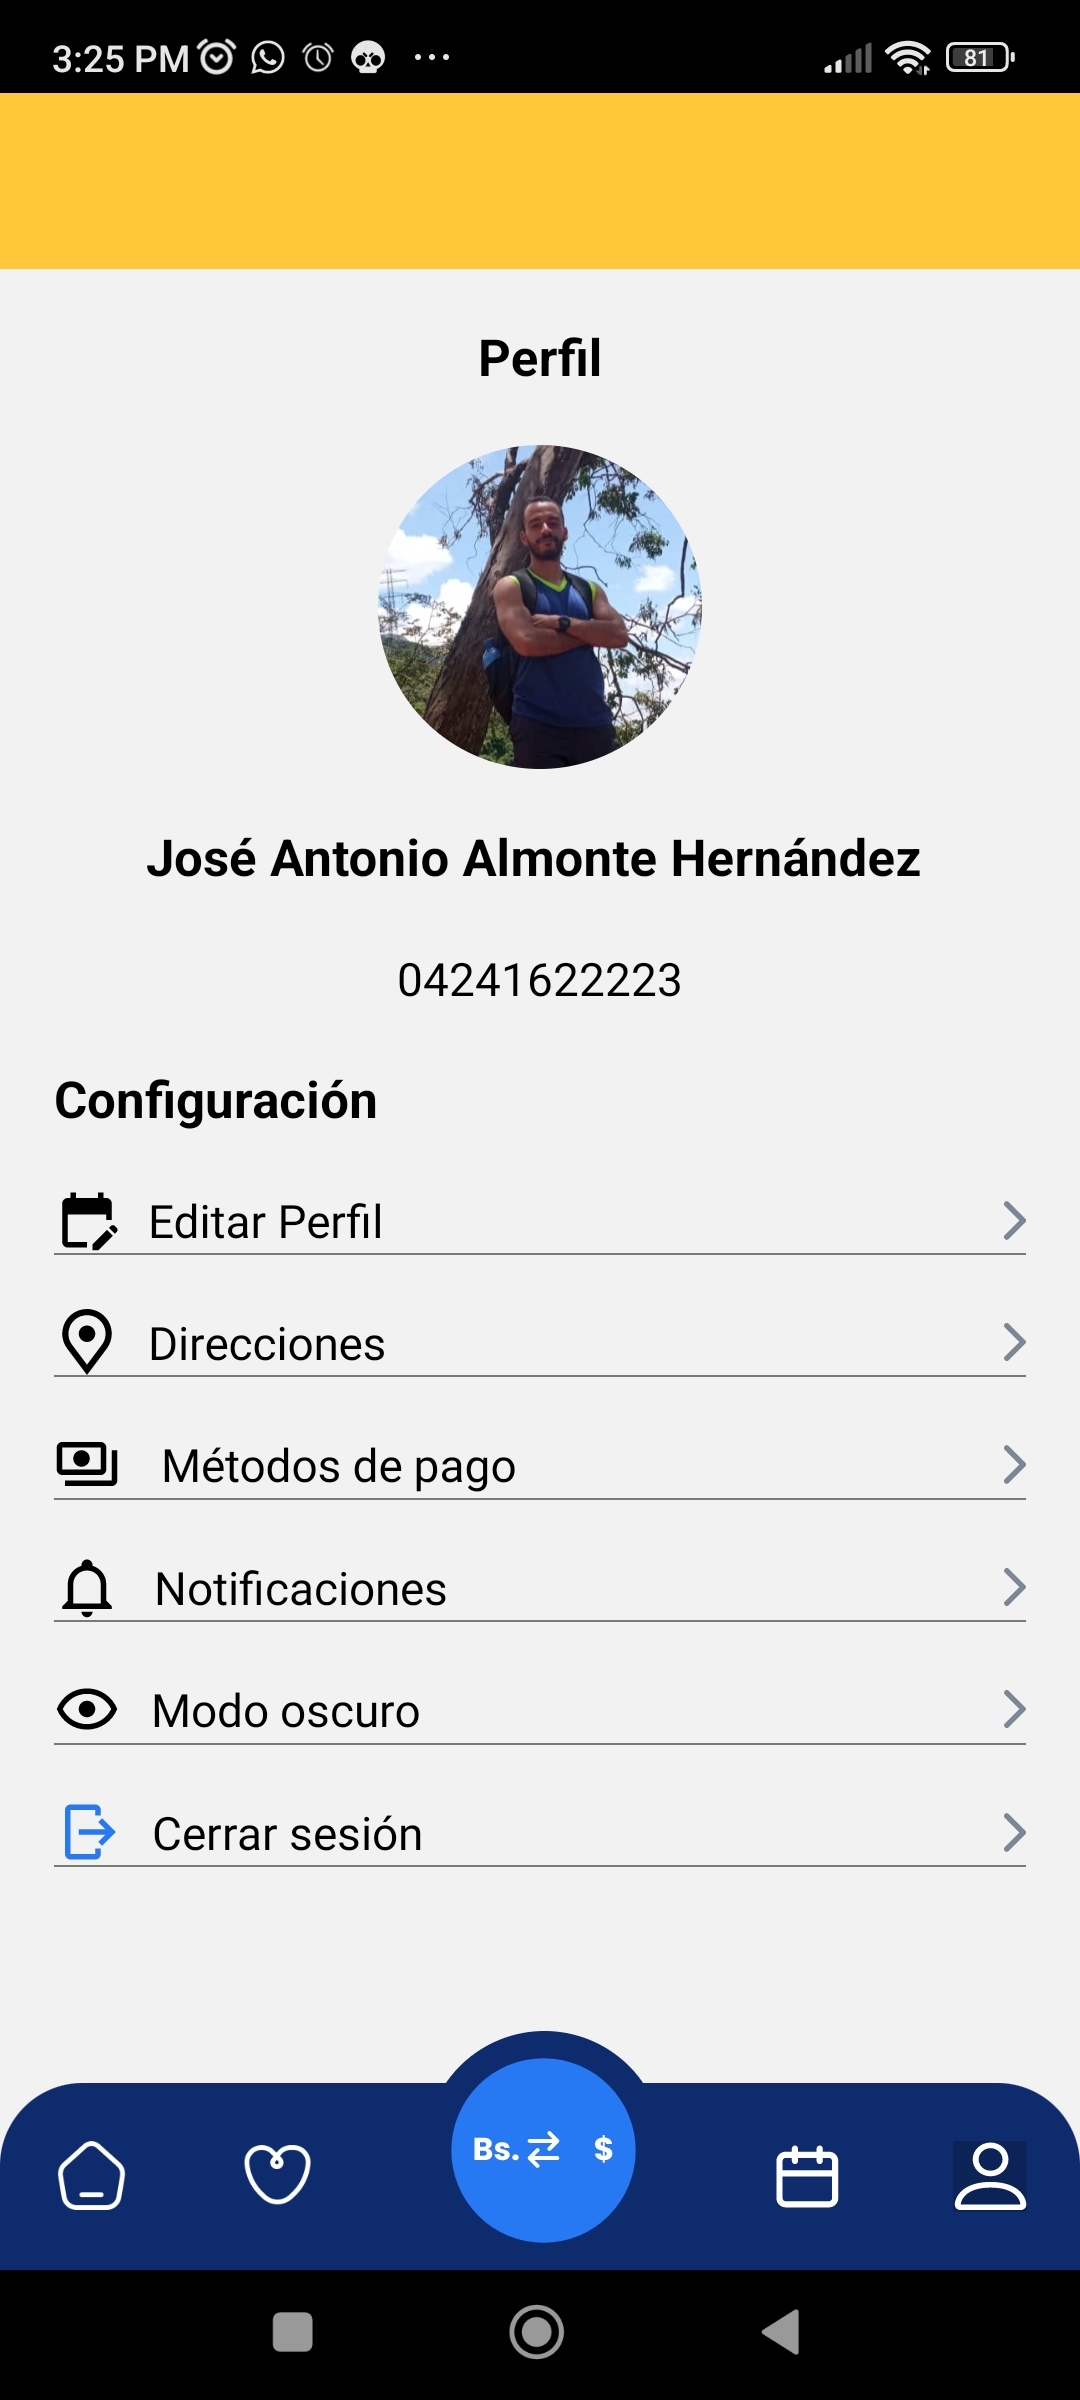 3:25 PM
81
Perfil
José Antonio Almonte Hernández
04241622223
Configuración
Editar Perfil
Direcciones
Métodos de pago
Notificaciones
Modo oscuro
Cerrar sesión
Bs. $